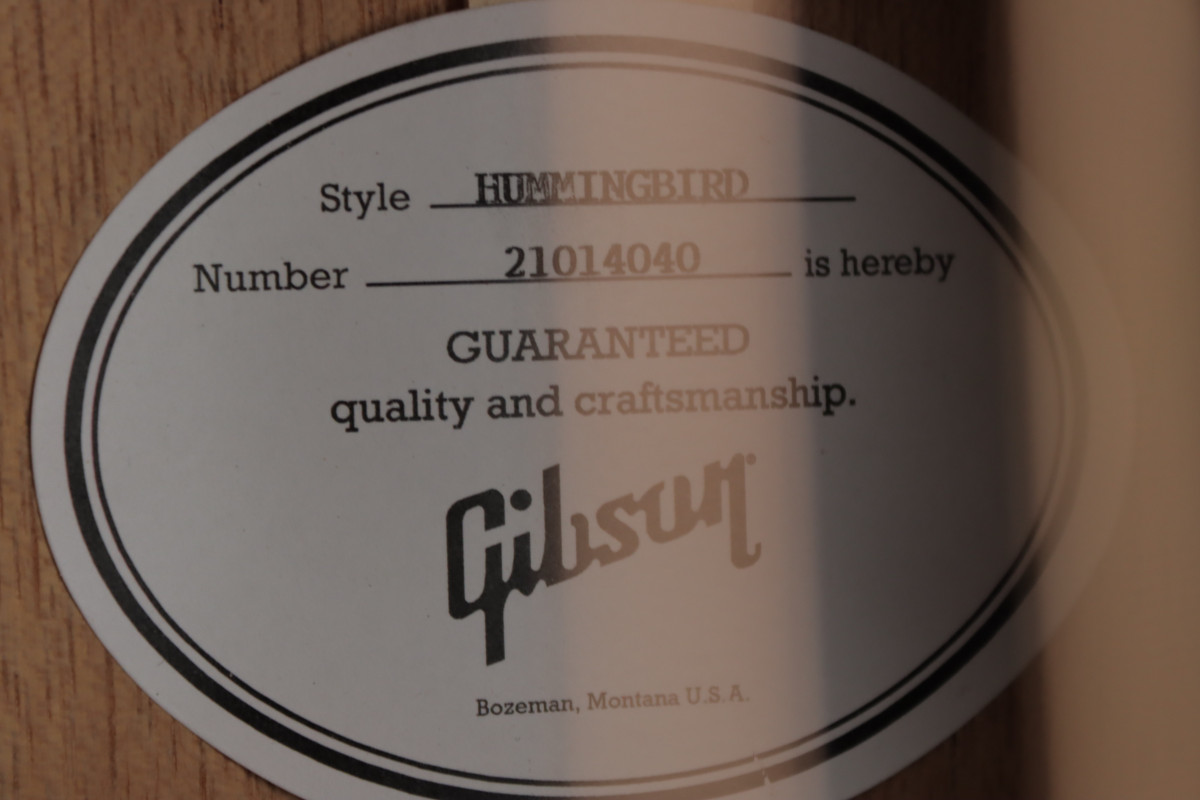 Style HUMMINGBIRD
Number 21014040 is hereby
GUARANTEED
quality and craftsmanship.
Gibson
Bozeman, Montana U.S.A.